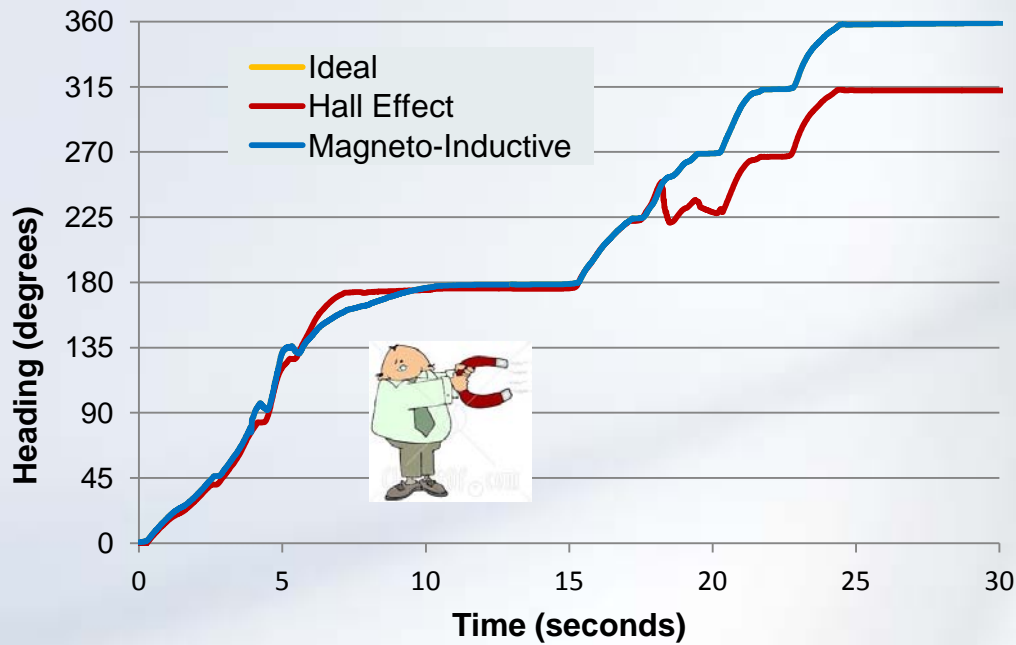 360
315
270
225
180
135
90
45
0
Heading (degrees)
Ideal
Hall Effect
Magneto-Inductive
0 5 10 15 20 25 30
Time (seconds)